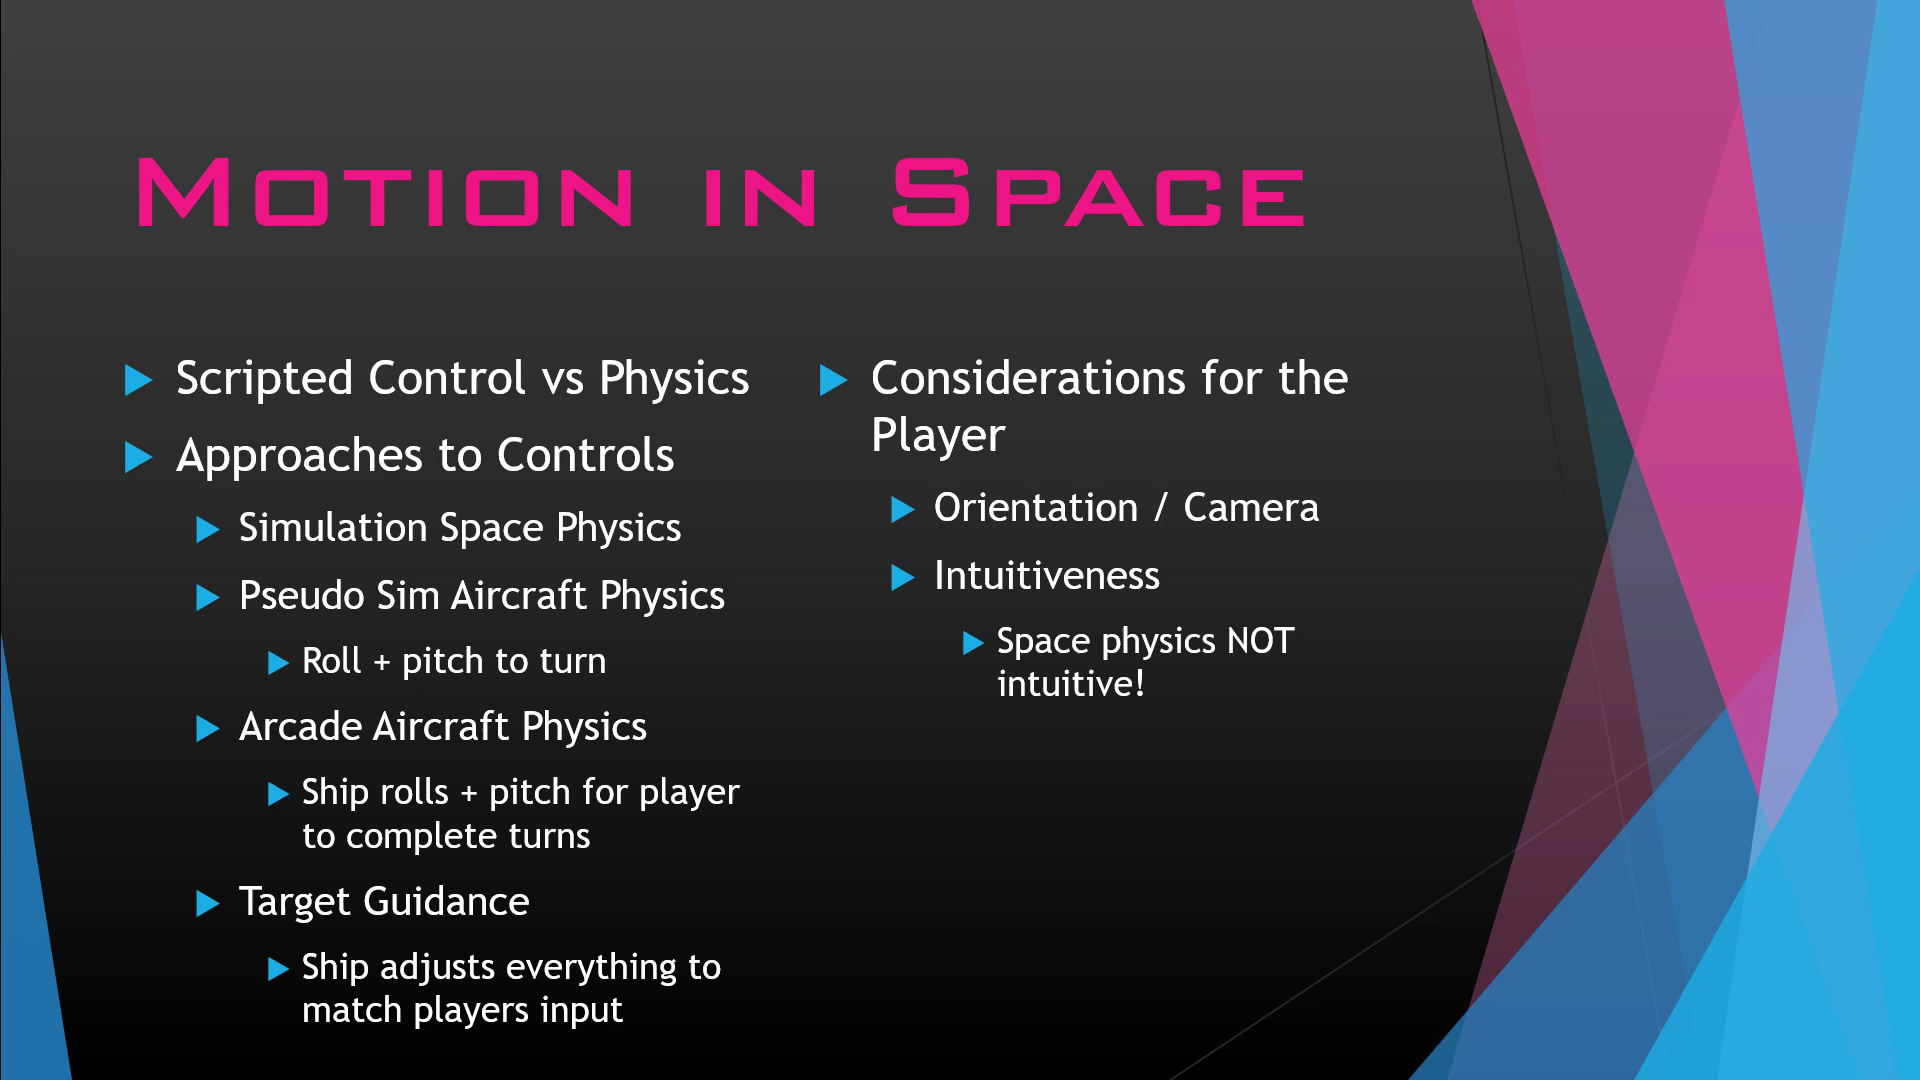 Motion in Space
Scripted Control vs Physics
Approaches to Controls
Simulation Space Physics
Pseudo Sim Aircraft Physics
Roll + pitch to turn
Arcade Aircraft Physics
Ship rolls + pitch for player
to complete turns
Target Guidance
Ship adjusts everything to
match players input
Considerations for the
Player
Orientation / Camera
Intuitiveness
Space physics NOT
intuitive!